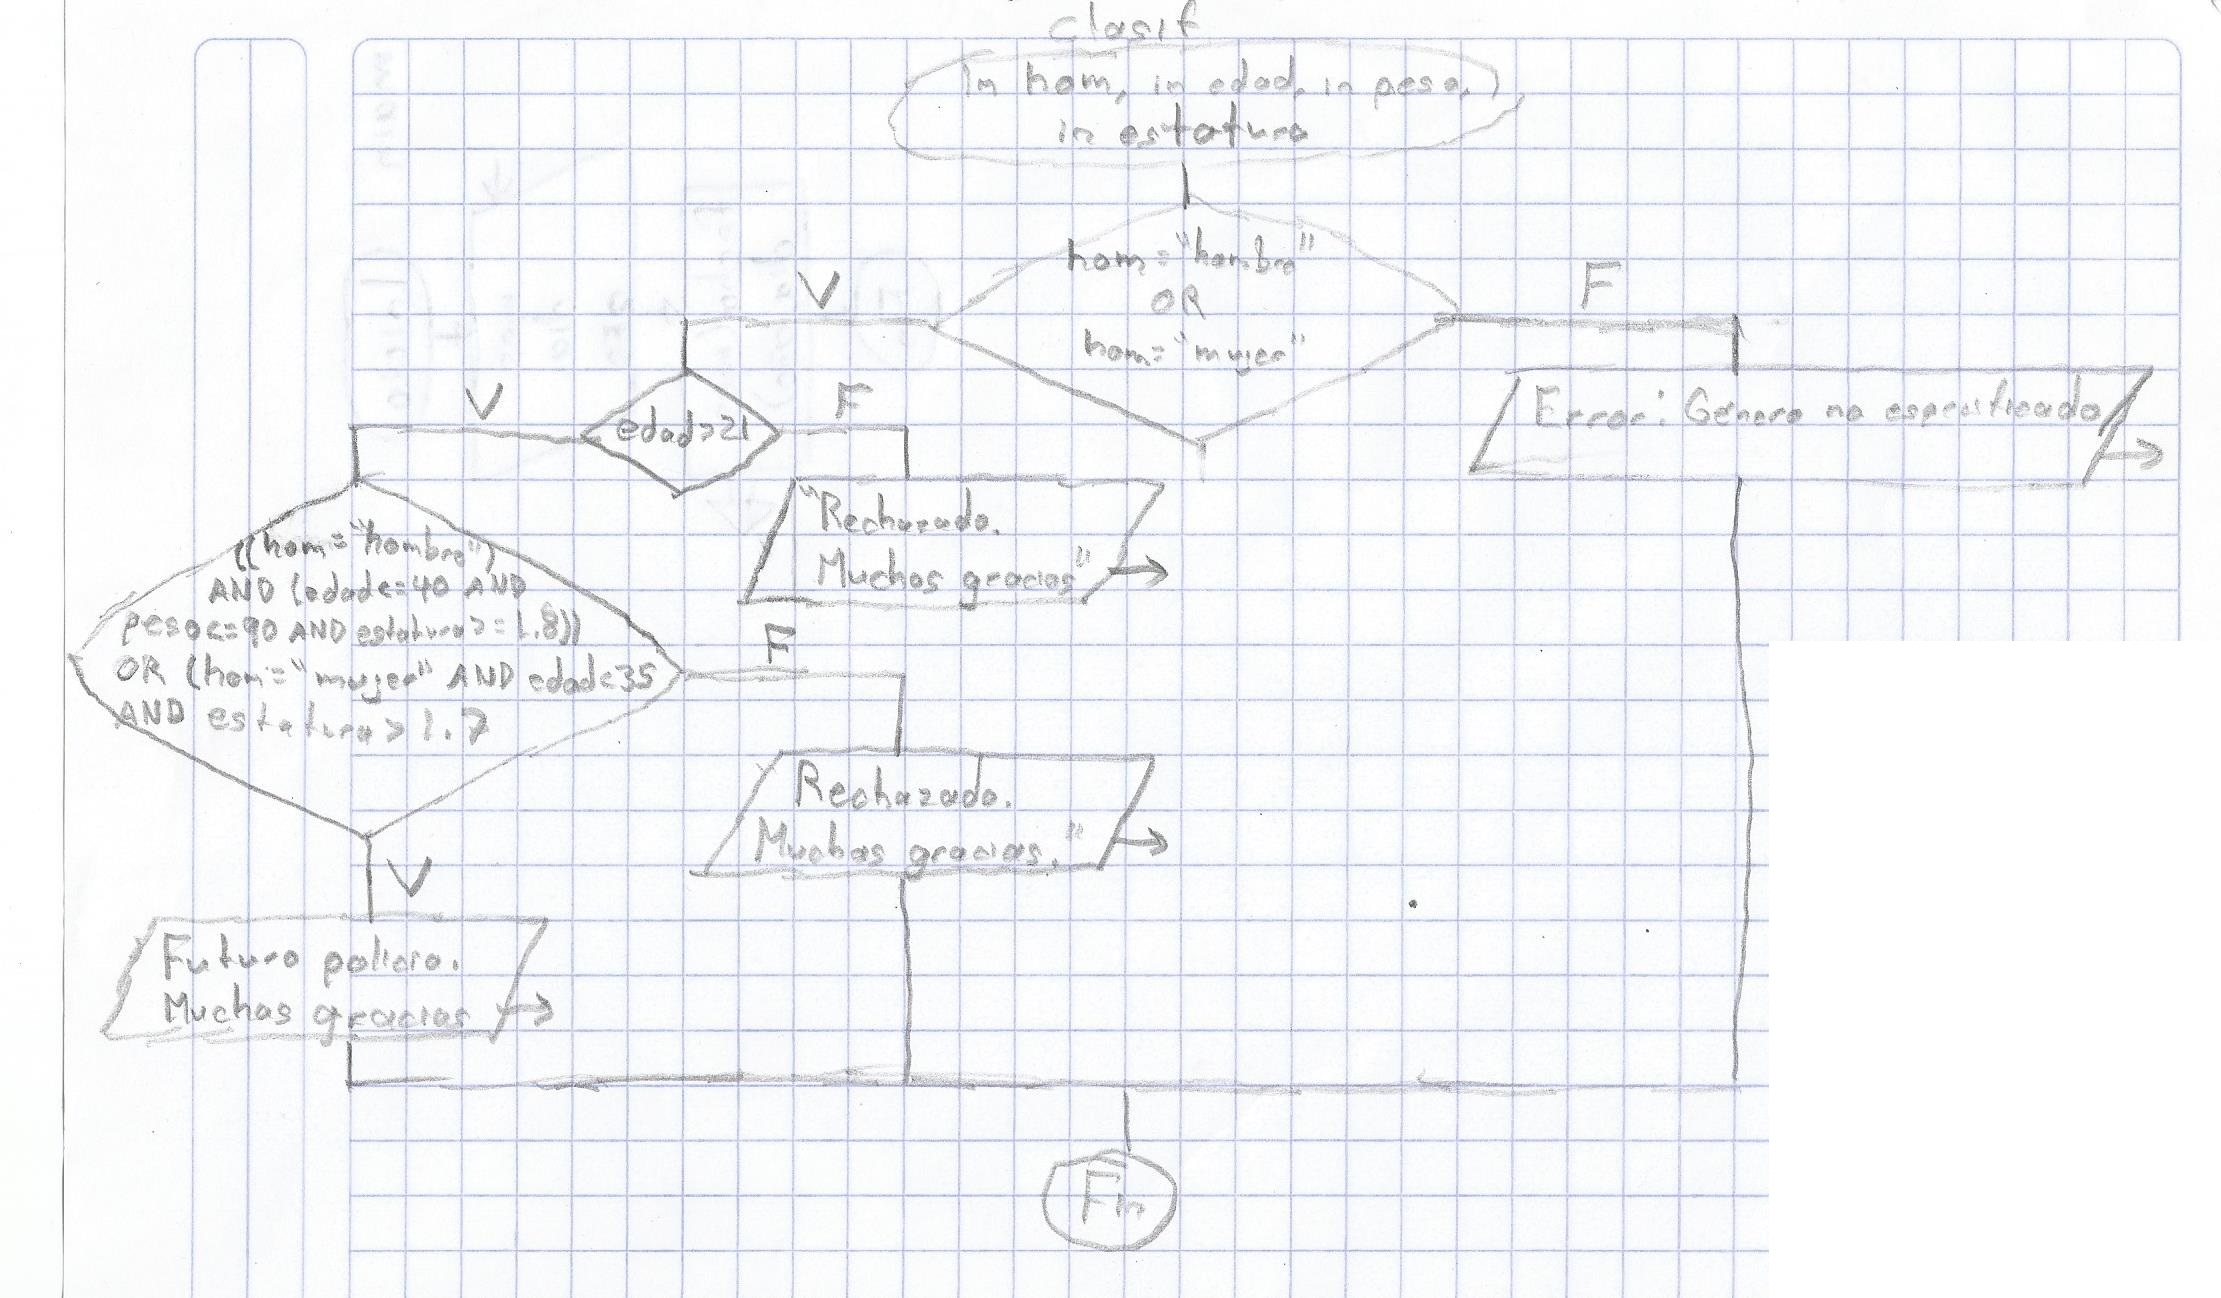 clasif
in hom, in edad, in peso,
in estatura
hom="hombre"
OR
hom="mujer"
V
F
Error: Género no especificado
edad>21
V
F
"Rechazado.
Muchas gracias"
((hom="hombre")
AND (edad<=40 AND
peso<=90 AND estatura>=1.8))
OR (hom="mujer" AND edad<35
AND estatura>1.7
F
Rechazado.
Muchas gracias."
V
Futuro policia.
Muchas gracias
Fin